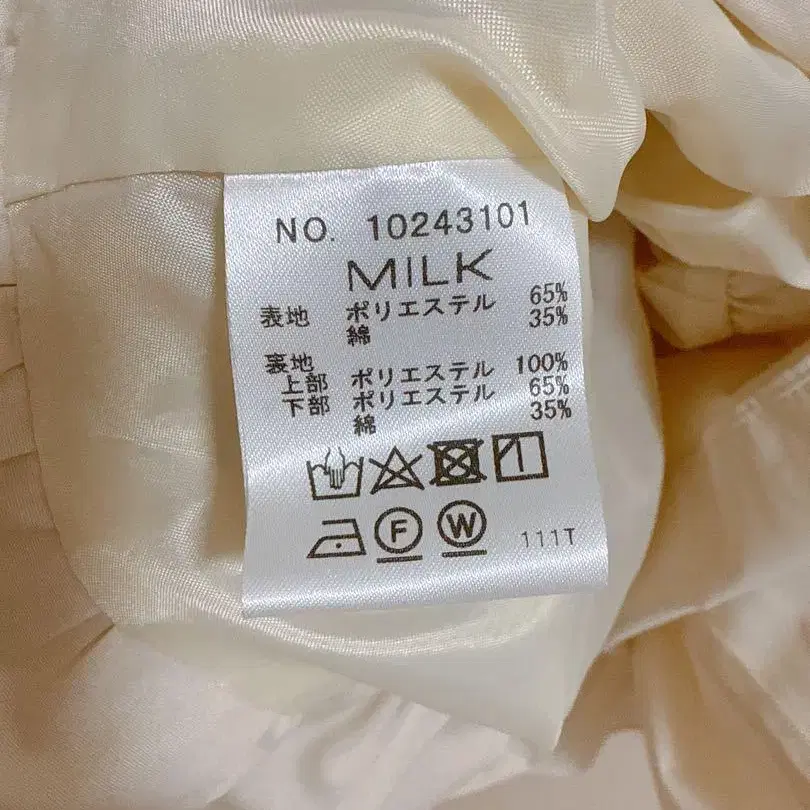 NO. 10243101
MILK
表地 ポリエステル 65%
綿 35%
裏地
上部 ポリエステル 100%
下部 ポリエステル 65%
綿 35%
F W 111T